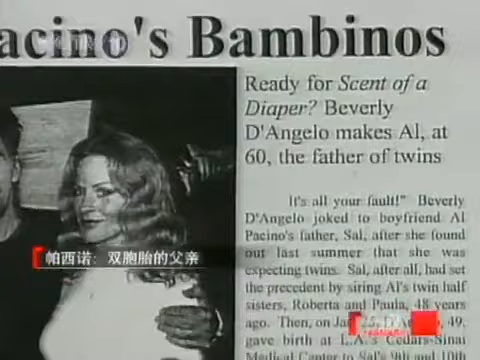 acino's Bambinos
Ready for Scent of a
Diaper? Beverly
D'Angelo makes Al, at
60, the father of twins
It's all your fault!" Beverly
D'Angelo joked to boyfriend Al
Pacino's father, Sal, after she found
out last summer that she was
expecting twins. Sal, after all, had set
the precedent by siring Al's twin half
sisters, Roberta and Paula, 48 years
ago. Then, on Jan. 25, D'Angelo, 49,
gave birth at L.A.'s Cedars-Sinai
帕西诺：双胞胎的父亲